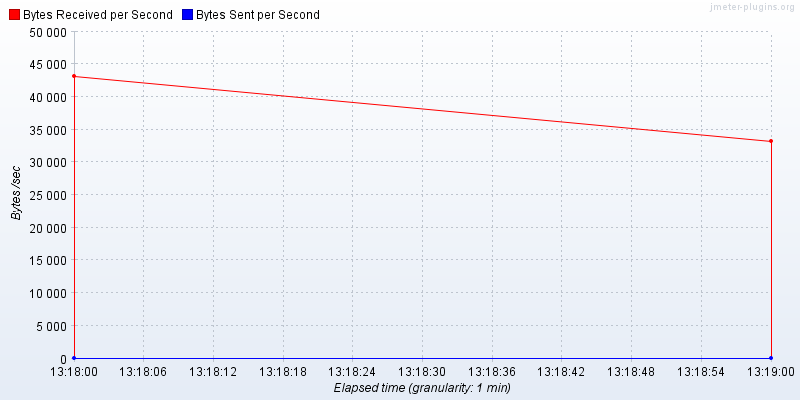 Bytes Received per Second Bytes Sent per Second
jmeter-plugins.org
50 000
45 000
40 000
35 000
30 000
25 000
20 000
15 000
10 000
5 000
0
Bytes /sec
13:18:00 13:18:06 13:18:12 13:18:18 13:18:24 13:18:30 13:18:36 13:18:42 13:18:48 13:18:54 13:19:00
Elapsed time (granularity: 1 min)